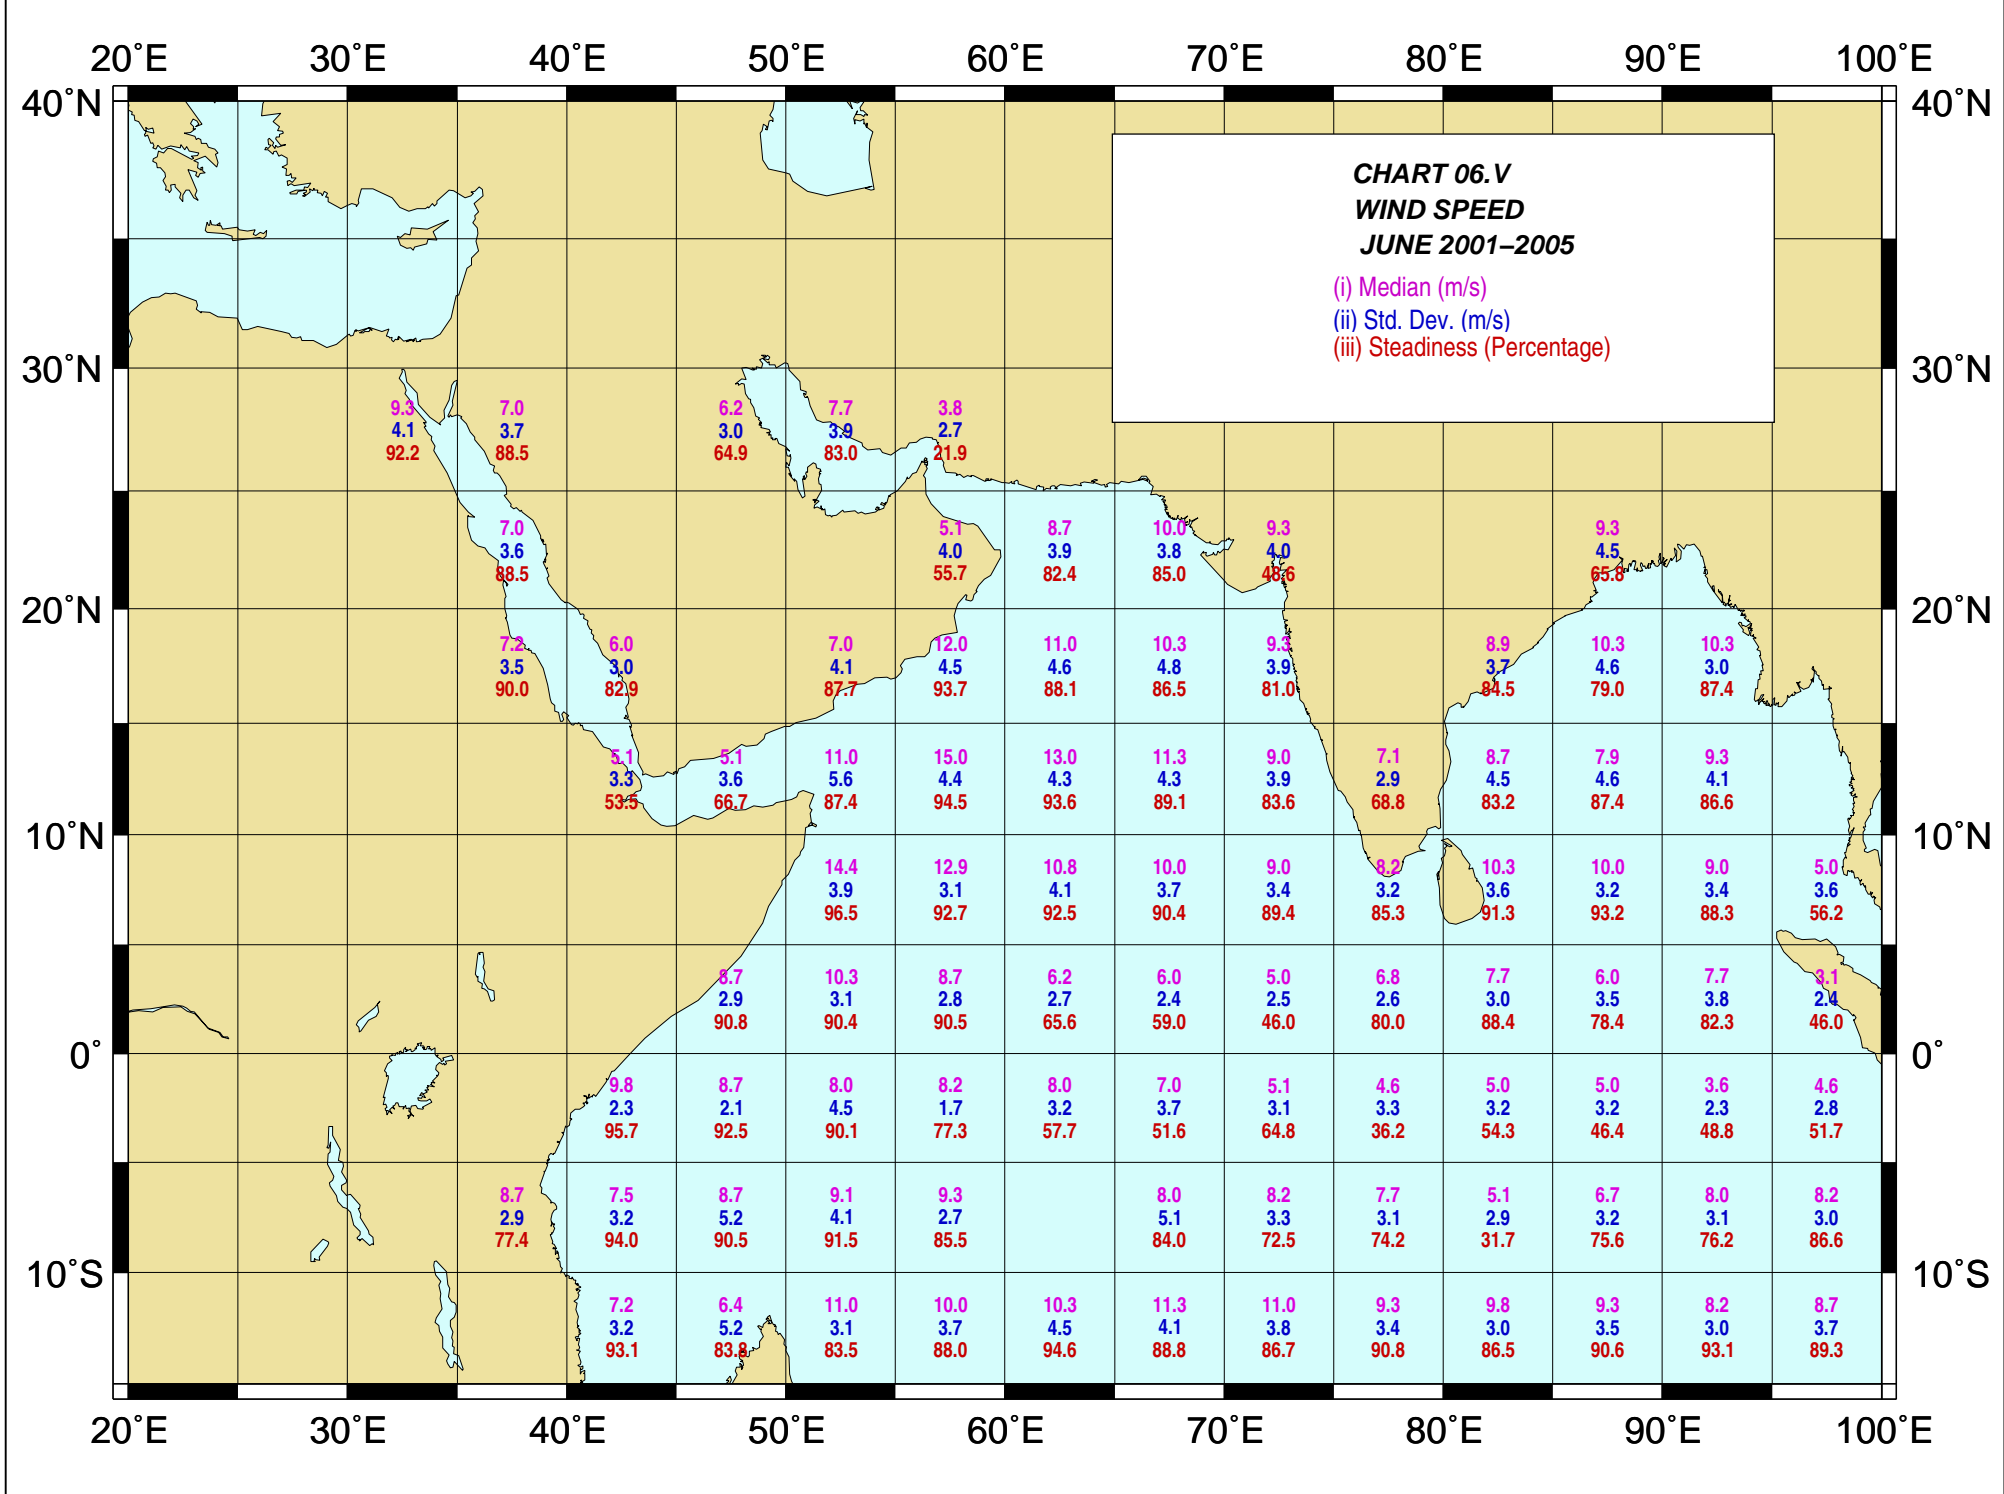 20˚E 30˚E 40˚E 50˚E 60˚E 70˚E 80˚E 90˚E 100˚E
40˚N 40˚N
CHART 06.V
WIND SPEED
JUNE 2001–2005
(i) Median (m/s)
(ii) Std. Dev. (m/s)
(iii) Steadiness (Percentage)
30˚N 30˚N
9.3 7.0 6.2 7.7 3.8
4.1 3.7 3.0 3.9 2.7
92.2 88.5 64.9 83.0 21.9
7.0 5.1 8.7 10.0 9.3 9.3
3.6 4.0 3.9 3.8 4.0 4.5
88.5 55.7 82.4 85.0 48.6 65.8
20˚N 20˚N
7.2 6.0 7.0 12.0 11.0 10.3 9.3 8.9 10.3 10.3
3.5 3.0 4.1 4.5 4.6 4.8 3.9 3.7 4.6 3.0
90.0 82.9 87.7 93.7 88.1 86.5 81.0 84.5 79.0 87.4
5.1 5.1 11.0 15.0 13.0 11.3 9.0 7.1 8.7 7.9 9.3
3.3 3.6 5.6 4.4 4.3 4.3 3.9 2.9 4.5 4.6 4.1
53.5 66.7 87.4 94.5 93.6 89.1 83.6 68.8 83.2 87.4 86.6
10˚N 10˚N
14.4 12.9 10.8 10.0 9.0 8.2 10.3 10.0 9.0 5.0
3.9 3.1 4.1 3.7 3.4 3.2 3.6 3.2 3.4 3.6
96.5 92.7 92.5 90.4 89.4 85.3 91.3 93.2 88.3 56.2
8.7 10.3 8.7 6.2 6.0 5.0 6.8 7.7 6.0 7.7 3.1
2.9 3.1 2.8 2.7 2.4 2.5 2.6 3.0 3.5 3.8 2.4
90.8 90.4 90.5 65.6 59.0 46.0 80.0 88.4 78.4 82.3 46.0
0˚ 0˚
9.8 8.7 8.0 8.2 8.0 7.0 5.1 4.6 5.0 5.0 3.6 4.6
2.3 2.1 4.5 1.7 3.2 3.7 3.1 3.3 3.2 3.2 2.3 2.8
95.7 92.5 90.1 77.3 57.7 51.6 64.8 36.2 54.3 46.4 48.8 51.7
8.7 7.5 8.7 9.1 9.3 8.0 8.2 7.7 5.1 6.7 8.0 8.2
2.9 3.2 5.2 4.1 2.7 5.1 3.3 3.1 2.9 3.2 3.1 3.0
77.4 94.0 90.5 91.5 85.5 84.0 72.5 74.2 31.7 75.6 76.2 86.6
10˚S 10˚S
7.2 6.4 11.0 10.0 10.3 11.3 11.0 9.3 9.8 9.3 8.2 8.7
3.2 5.2 3.1 3.7 4.5 4.1 3.8 3.4 3.0 3.5 3.0 3.7
93.1 83.8 83.5 88.0 94.6 88.8 86.7 90.8 86.5 90.6 93.1 89.3
20˚E 30˚E 40˚E 50˚E 60˚E 70˚E 80˚E 90˚E 100˚E